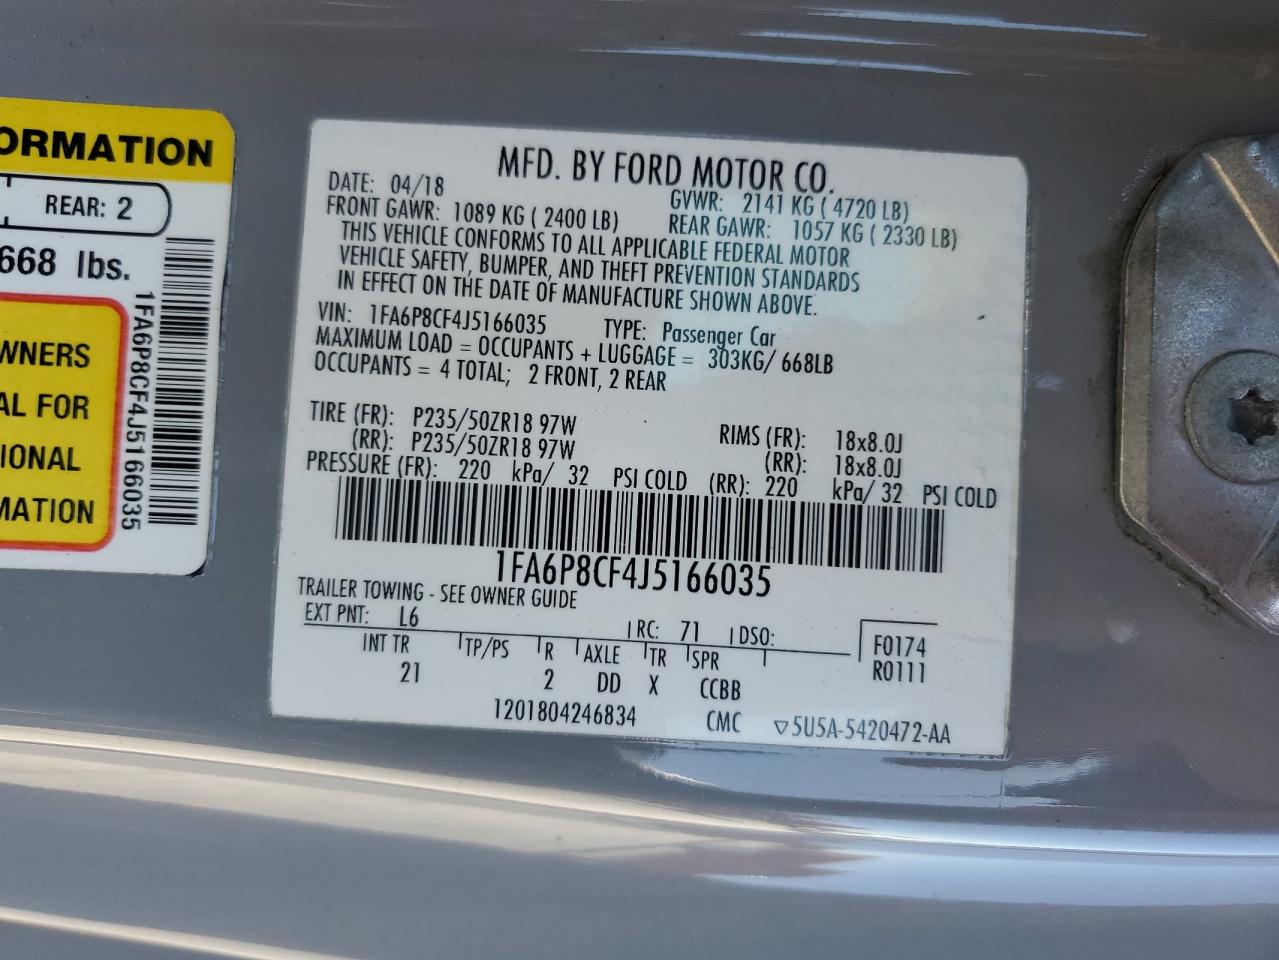 ORMATION
REAR: 2
668 lbs.
WNERS
AL FOR
IONAL
MATION
1FA6P8CF4J5166035
MFD. BY FORD MOTOR CO.
DATE: 04/18 GVWR: 2141 KG ( 4720 LB)
FRONT GAWR: 1089 KG ( 2400 LB) REAR GAWR: 1057 KG ( 2330 LB)
THIS VEHICLE CONFORMS TO ALL APPLICABLE FEDERAL MOTOR
VEHICLE SAFETY, BUMPER, AND THEFT PREVENTION STANDARDS
IN EFFECT ON THE DATE OF MANUFACTURE SHOWN ABOVE.
VIN: 1FA6P8CF4J5166035 TYPE: Passenger Car
MAXIMUM LOAD = OCCUPANTS + LUGGAGE = 303KG/ 668LB
OCCUPANTS = 4 TOTAL; 2 FRONT, 2 REAR
TIRE (FR): P235/50ZR18 97W RIMS (FR): 18x8.0J
(RR): P235/50ZR18 97W (RR): 18x8.0J
PRESSURE (FR): 220 kPa/ 32 PSI COLD (RR): 220 kPa/ 32 PSI COLD
1FA6P8CF4J5166035
TRAILER TOWING - SEE OWNER GUIDE
EXT PNT: L6 RC: 71 DSO: F0174
INT TR TP/PS R AXLE TR SPR R0111
21 2 DD X CCBB
1201804246834 CMC ▽5U5A-5420472-AA